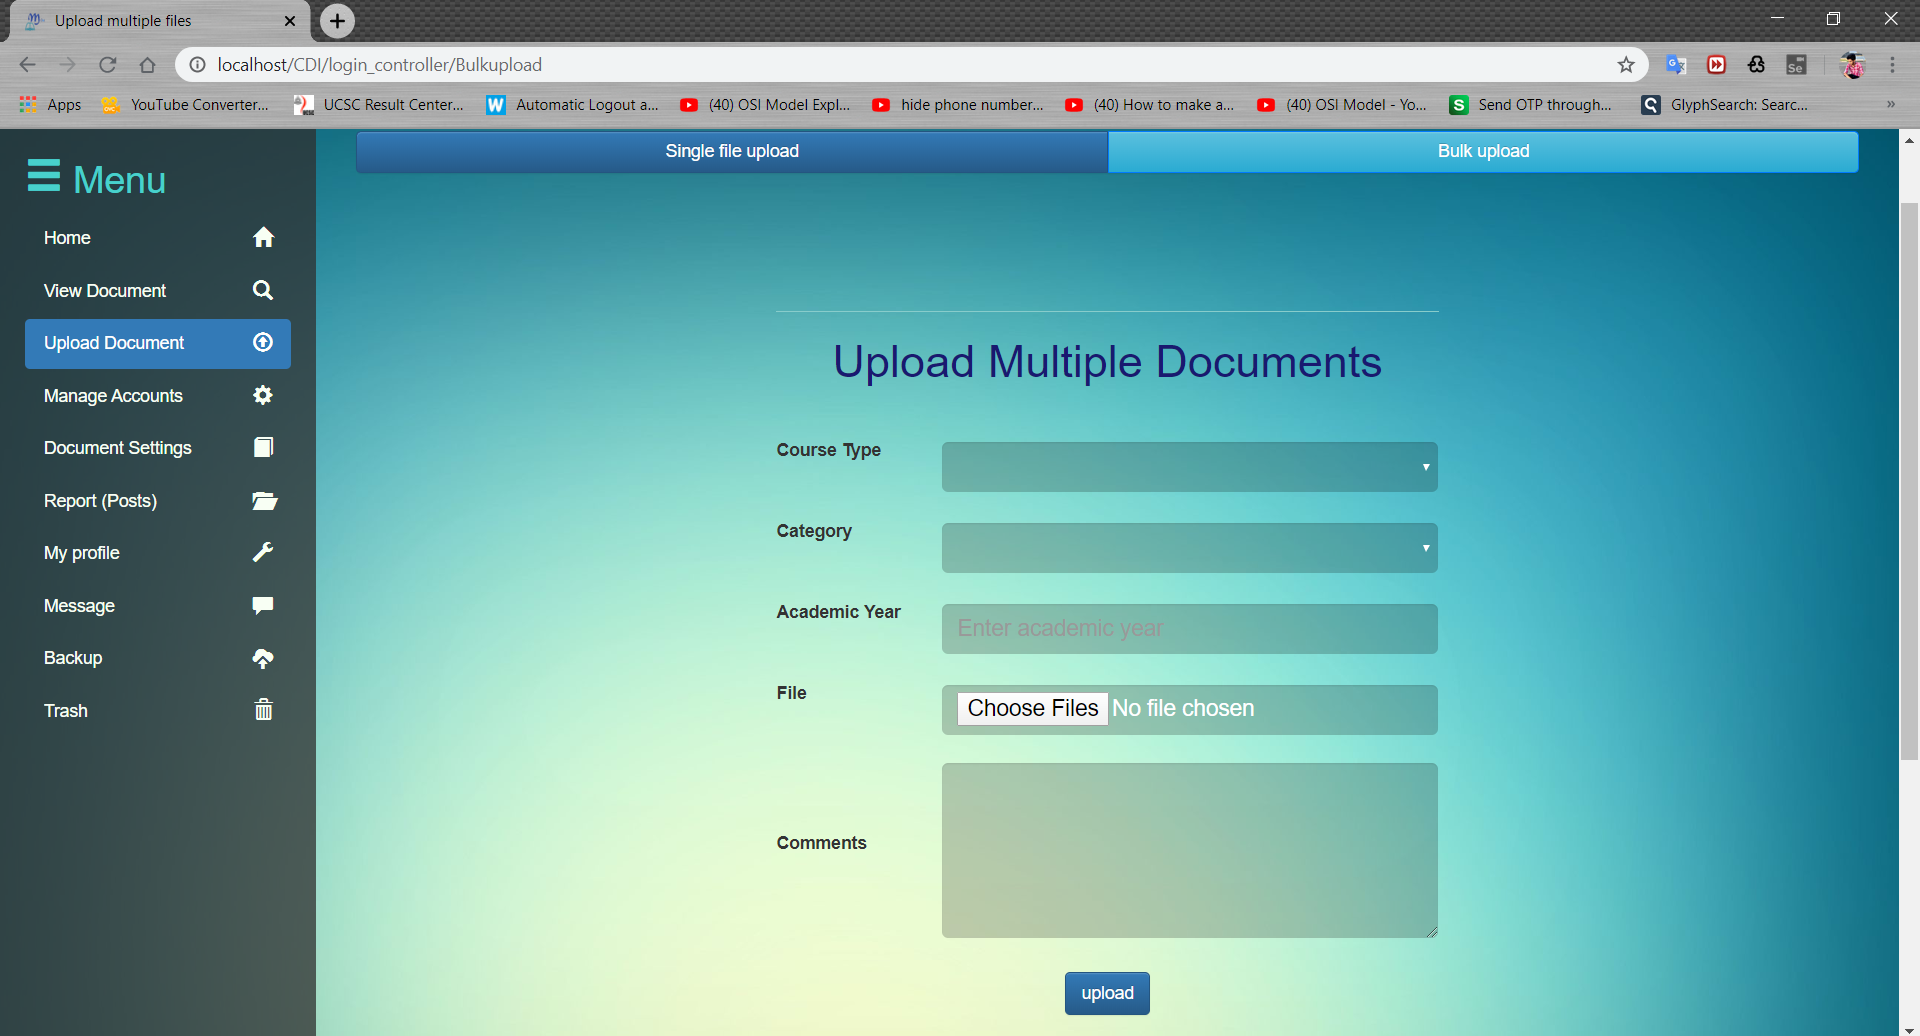 Upload multiple files
localhost/CDI/login_controller/Bulkupload
Apps YouTube Converter... UCSC Result Center... Automatic Logout a... (40) OSI Model Expl... hide phone number... (40) How to make a... (40) OSI Model - Yo... Send OTP through... GlyphSearch: Searc... »
Menu
Home
View Document
Upload Document
Manage Accounts
Document Settings
Report (Posts)
My profile
Message
Backup
Trash
Single file upload Bulk upload
Upload Multiple Documents
Course Type
Category
Academic Year Enter academic year
File Choose Files No file chosen
Comments
upload